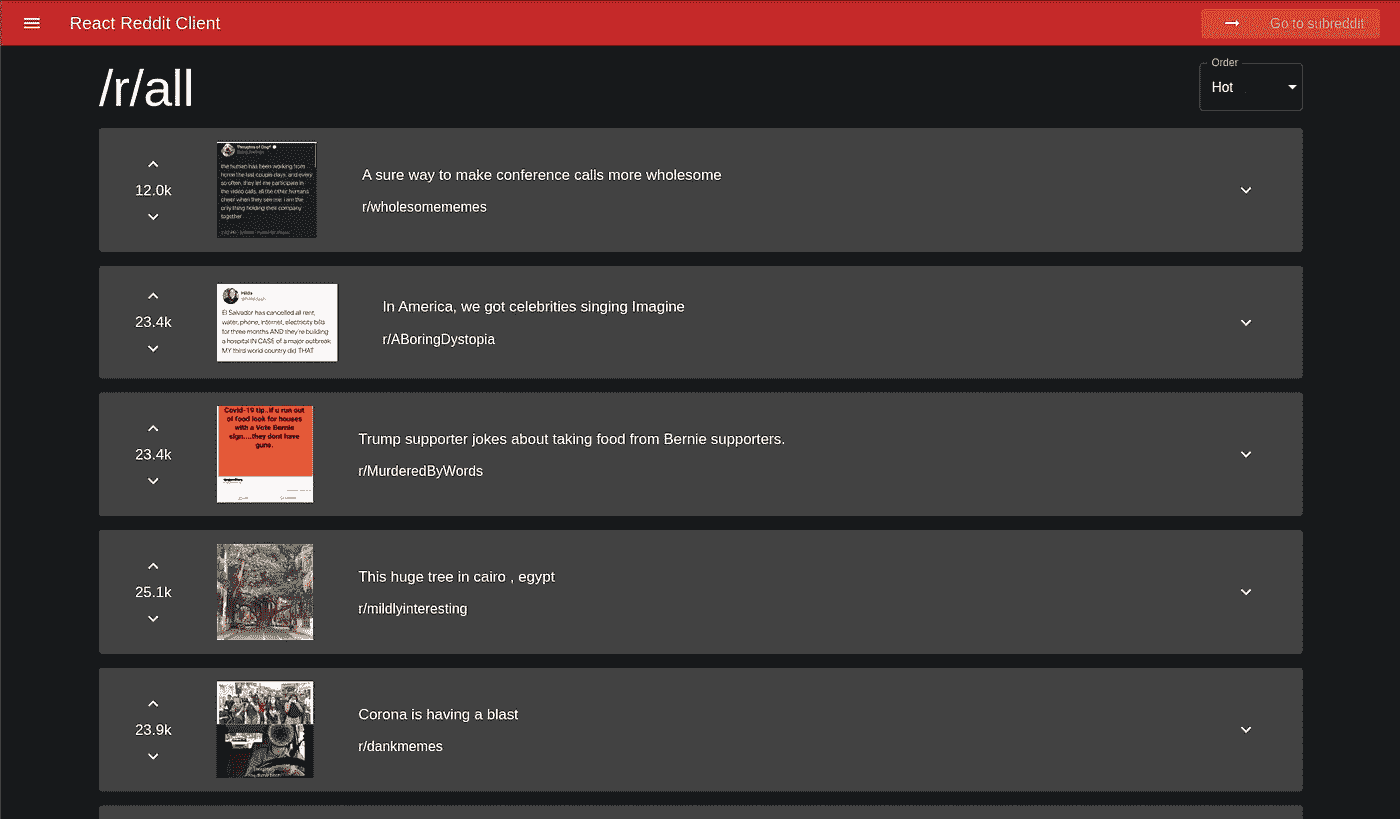 React Reddit Client
Go to subreddit
/r/all
Order
Hot
12.0k
Thoughts of Dog®
the human has been working from
home the last couple days. and every
so often, they let me participate in
the video calls. all the other humans
cheer when they see me. i am the
only thing holding their company
together
A sure way to make conference calls more wholesome
r/wholesomememes
23.4k
El Salvador has cancelled all rent,
water, phone, internet, electricity bills
for three months AND they're building
a hospital IN CASE of a major outbreak.
MY third world country did THAT
In America, we got celebrities singing Imagine
r/ABoringDystopia
23.4k
Covid-19 tip..if u run out
of food look for houses
with a Vote Bernie
sign....they dont have
guns.
Trump supporter jokes about taking food from Bernie supporters.
r/MurderedByWords
25.1k
This huge tree in cairo , egypt
r/mildlyinteresting
23.9k
Corona is having a blast
r/dankmemes